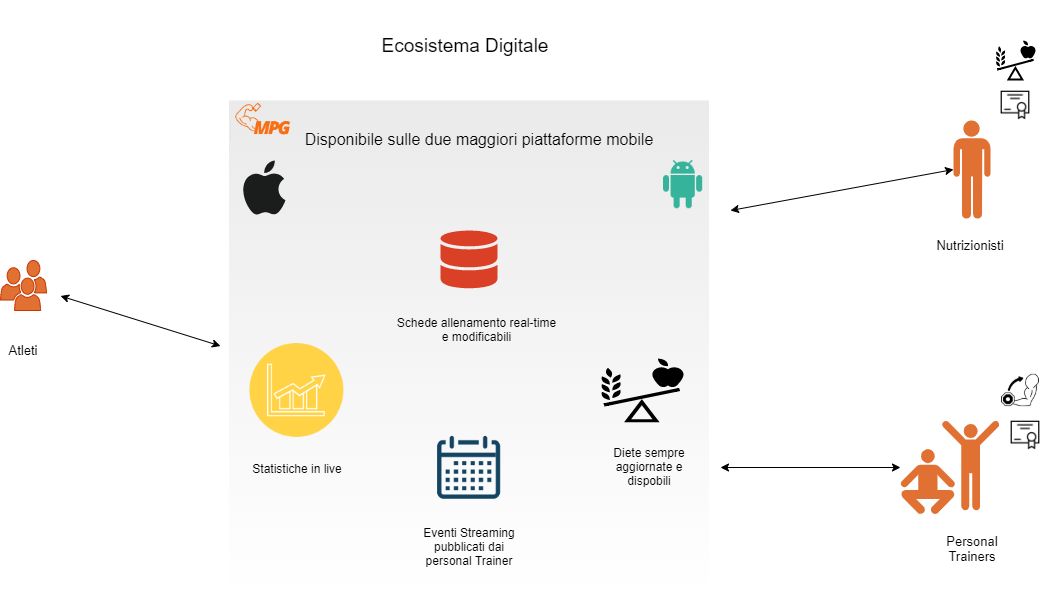 Ecosistema Digitale
MPG
Disponibile sulle due maggiori piattaforme mobile
Nutrizionisti
Schede allenamento real-time
e modificabili
Atleti
Statistiche in live
Diete sempre
aggiornate e
dispobili
Eventi Streaming
pubblicati dai
personal Trainer
Personal
Trainers